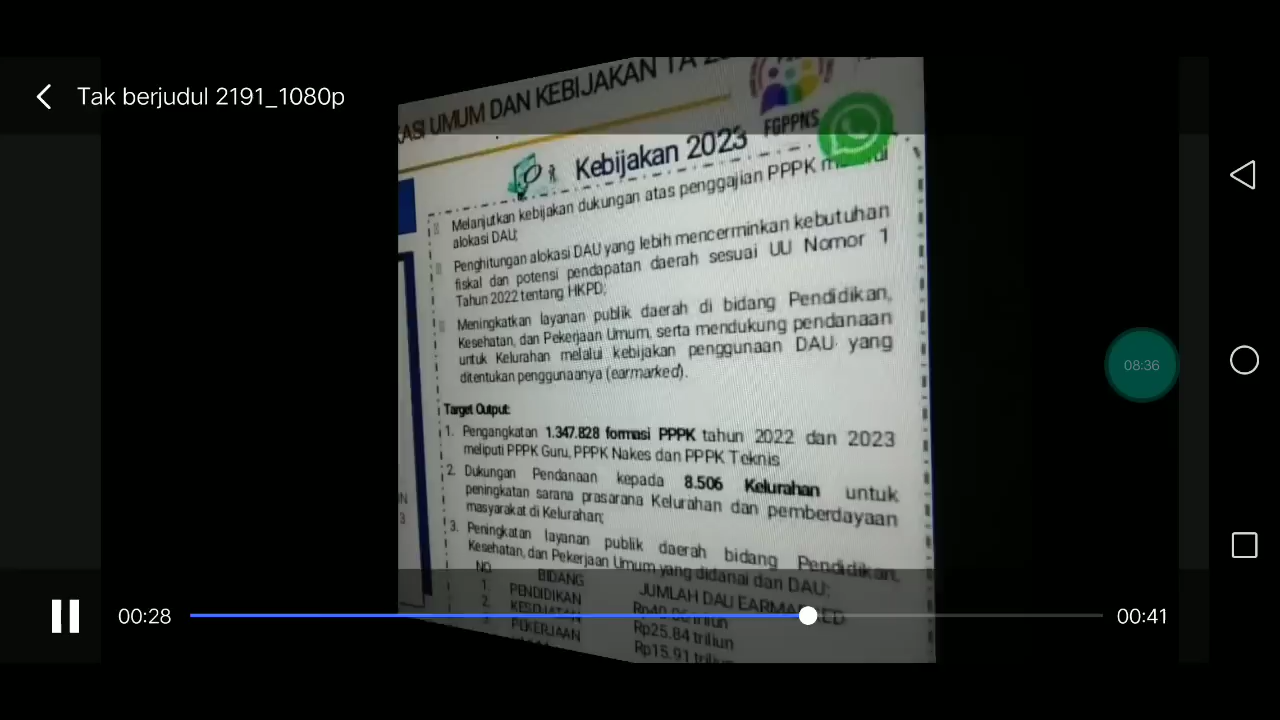 Tak berjudul 2191_1080p
KASI UMUM DAN KEBIJAKAN TA
FGPPNS
Kebijakan 2023
Melanjutkan kebijakan dukungan atas penggajian PPPK
alokasi DAU;
Penghitungan alokasi DAU yang lebih mencerminkan kebutuhan
fiskal dan potensi pendapatan daerah sesuai UU Nomor 1
Tahun 2022 tentang HKPD;
Meningkatkan layanan publik daerah di bidang Pendidikan,
Kesehatan, dan Pekerjaan Umum, serta mendukung pendanaan
untuk Kelurahan melalui kebijakan penggunaan DAU yang
ditentukan penggunaanya (earmarked).
Target Output:
1. Pengangkatan 1.347.828 formasi PPPK tahun 2022 dan 2023
meliputi PPPK Guru, PPPK Nakes dan PPPK Teknis
2. Dukungan Pendanaan kepada 8.506 Kelurahan untuk
peningkatan sarana prasarana Kelurahan dan pemberdayaan
masyarakat di Kelurahan;
3. Peningkatan layanan publik daerah bidang Pendidikan,
Kesehatan, dan Pekerjaan Umum yang didanai dari DAU:
NO BIDANG JUMLAH DAU EARMARKED
1. PENDIDIKAN triliun
2. KESEHATAN Rp25.84 triliun
PEKERJAAN Rp15.91 triliun
08:36
00:28
00:41